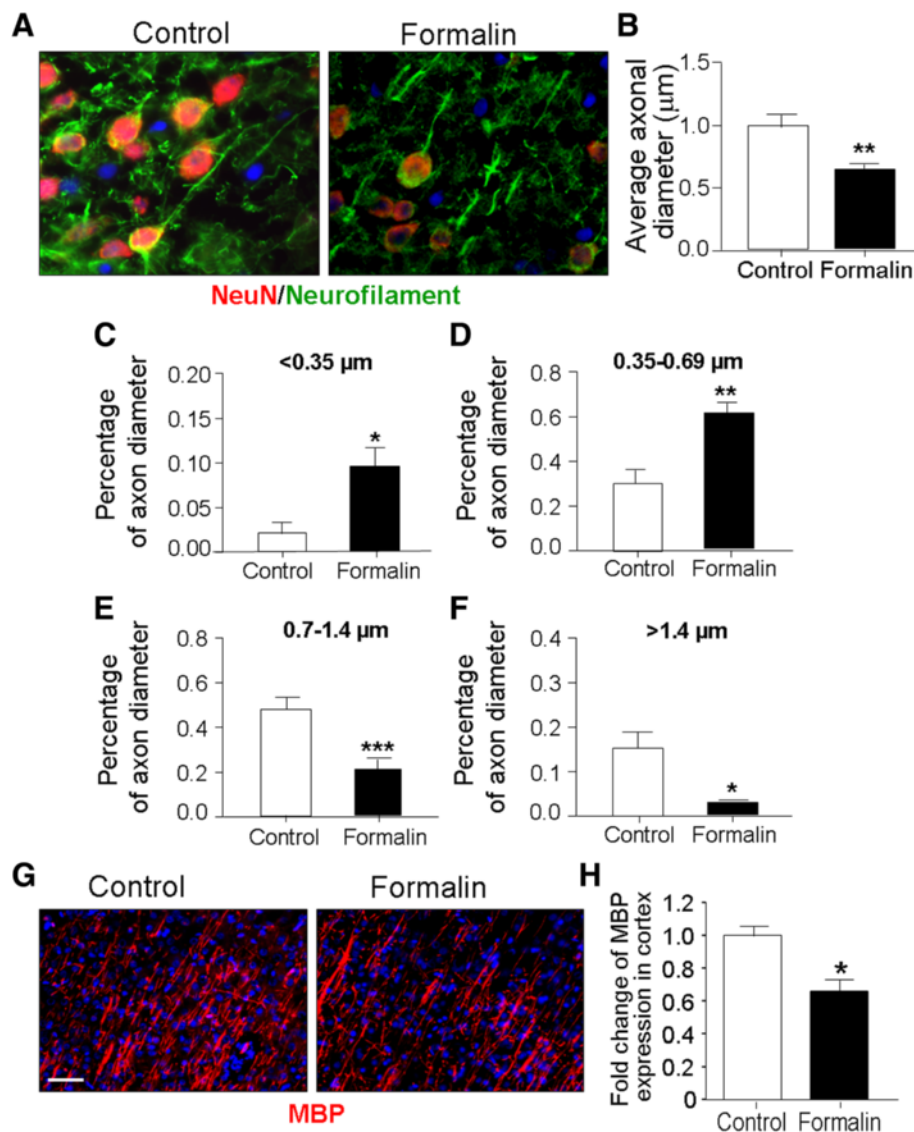 A
Control
Formalin
NeuN/Neurofilament
B
Average axonal
diameter (μm)
1.5
1.0
0.5
0.0
**
Control Formalin
C
<0.35 μm
Percentage
of axon diameter
0.20
0.15
0.10
0.05
0.00
*
Control Formalin
D
0.35-0.69 μm
Percentage
of axon diameter
0.8
0.6
0.4
0.2
0.0
**
Control Formalin
E
0.7-1.4 μm
Percentage
of axon diameter
0.8
0.6
0.4
0.2
0.0
***
Control Formalin
F
>1.4 μm
Percentage
of axon diameter
0.4
0.3
0.2
0.1
0.0
*
Control Formalin
G
Control
Formalin
MBP
H
Fold change of MBP
expression in cortex
1.2
1.0
0.8
0.6
0.4
0.2
0
*
Control Formalin